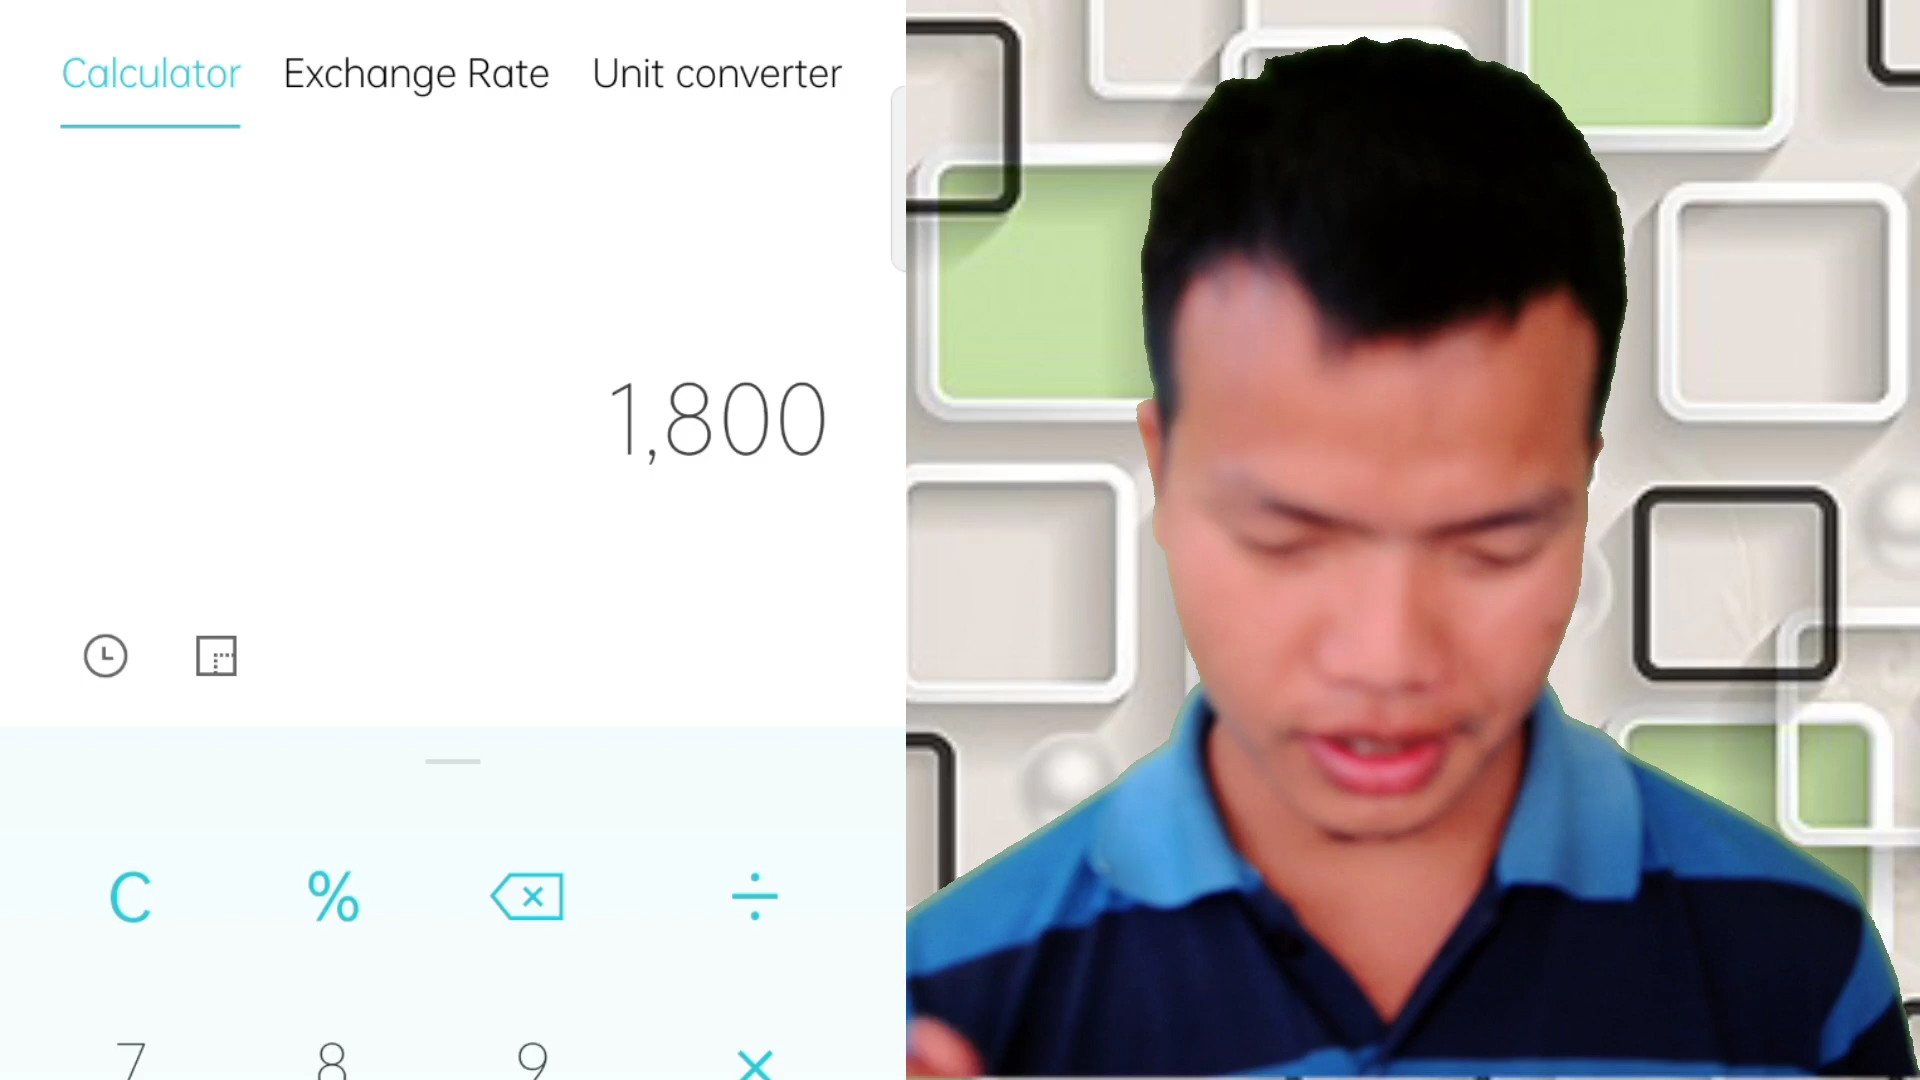 Calculator Exchange Rate Unit converter
1,800
C % ÷
7 8 9 ×